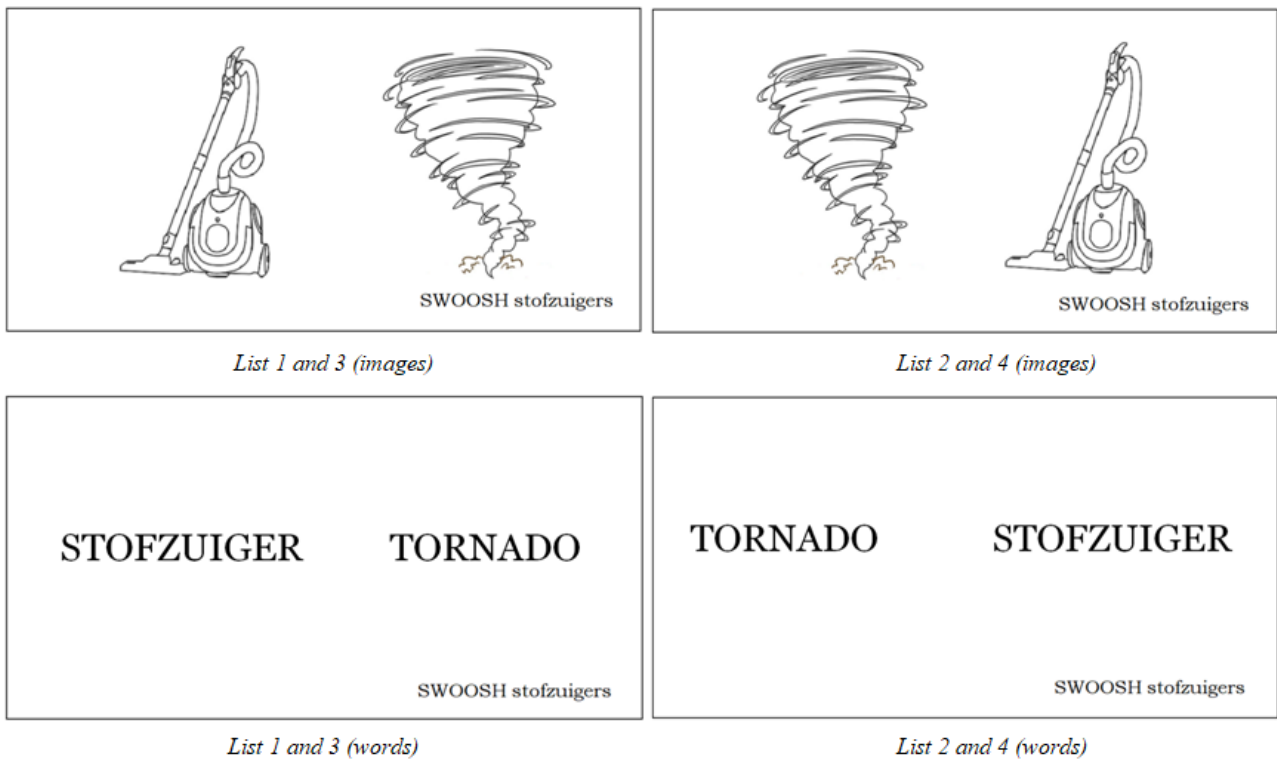 SWOOSH stofzuigers
SWOOSH stofzuigers
List 1 and 3 (images)
List 2 and 4 (images)
STOFZUIGER TORNADO
SWOOSH stofzuigers
TORNADO STOFZUIGER
SWOOSH stofzuigers
List 1 and 3 (words)
List 2 and 4 (words)